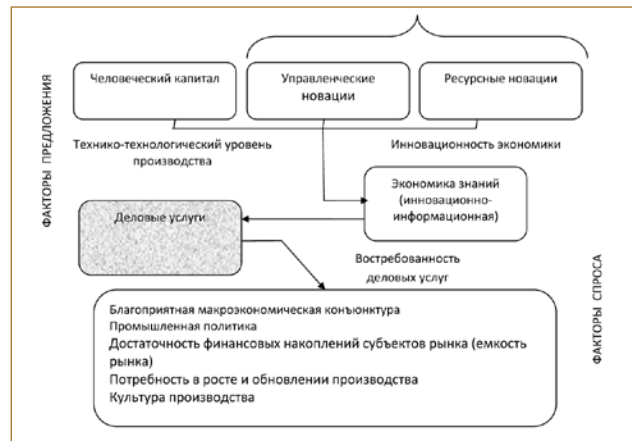 ФАКТОРЫ ПРЕДЛОЖЕНИЯ
Человеческий капитал
Управленческие
новации
Ресурсные новации
Технико-технологический уровень
производства
Инновационность экономики
Экономика знаний
(инновационно-
информационная)
Деловые услуги
Востребованность
деловых услуг
ФАКТОРЫ СПРОСА
Благоприятная макроэкономическая конъюнктура
Промышленная политика
Достаточность финансовых накоплений субъектов рынка (емкость
рынка)
Потребность в росте и обновлении производства
Культура производства